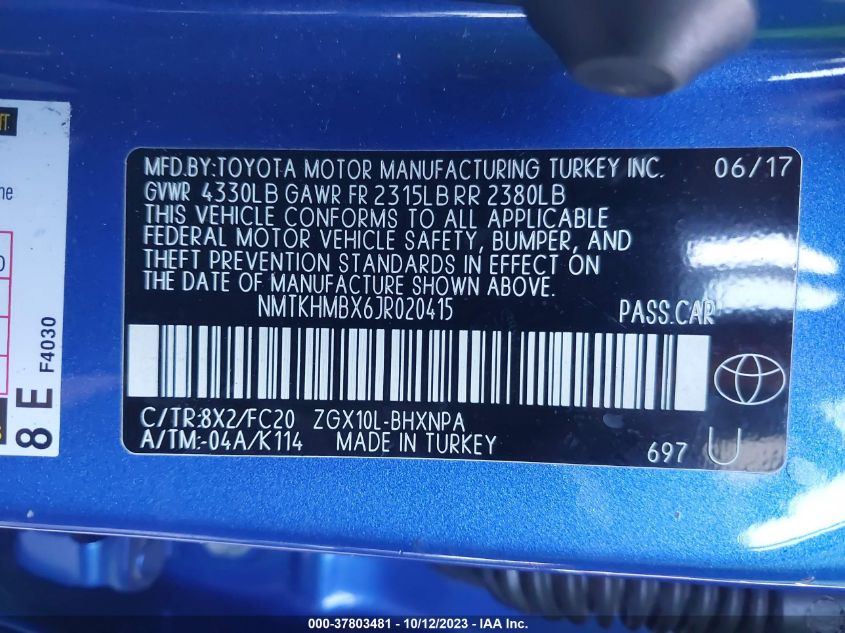 MFD.BY:TOYOTA MOTOR MANUFACTURING TURKEY INC. 06/17
GVWR 4330LB GAWR FR 2315LB RR 2380LB
THIS VEHICLE CONFORMS TO ALL APPLICABLE
FEDERAL MOTOR VEHICLE SAFETY, BUMPER, AND
THEFT PREVENTION STANDARDS IN EFFECT ON
THE DATE OF MANUFACTURE SHOWN ABOVE.
NMTKHMBX6JR020415 PASS.CAR
C/TR:8X2/FC20 ZGX10L-BHXNPA
A/TM:-04A/K114 MADE IN TURKEY 697 U
8 E
F4030
000-37803481 - 10/12/2023 - IAA Inc.